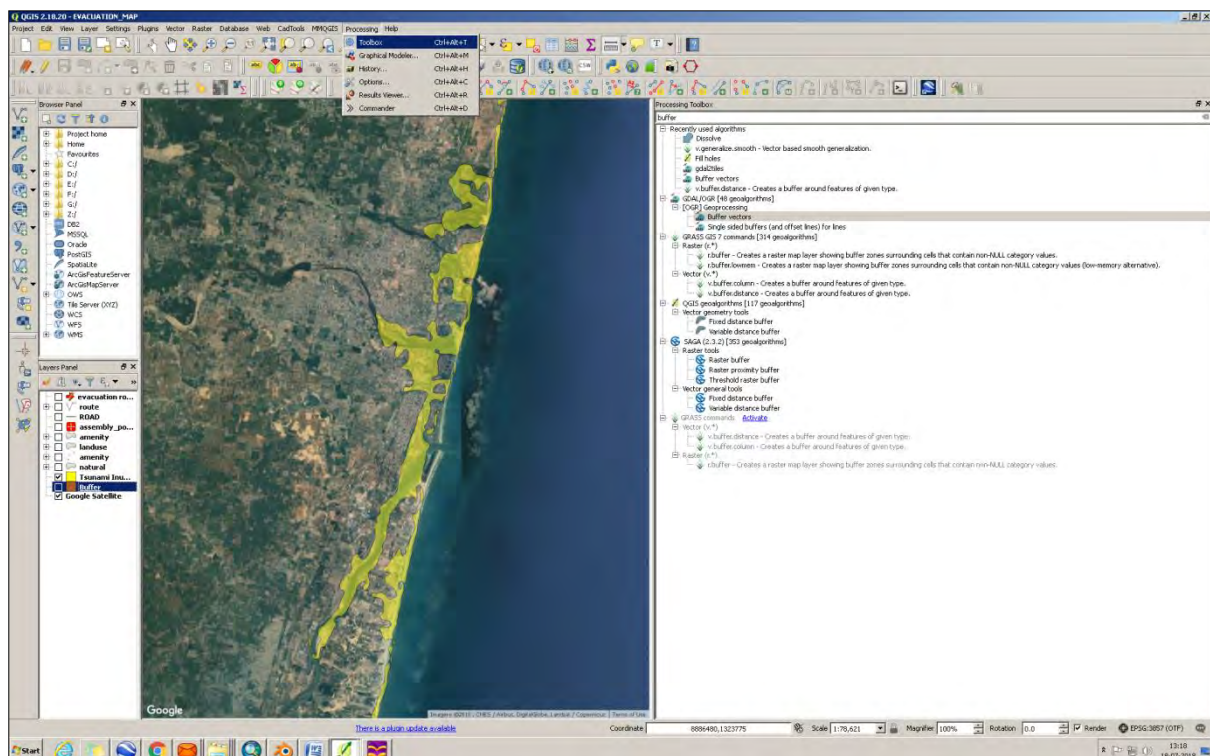 QGIS 2.18.20 - EVACUATION_MAP
Project Edit View Layer Settings Plugins Vector Raster Database Web CadTools MMQGIS Processing Help
Toolbox Ctrl+Alt+T
Graphical Modeler... Ctrl+Alt+M
History... Ctrl+Alt+H
Options... Ctrl+Alt+C
Results Viewer... Ctrl+Alt+R
Commander Ctrl+Alt+D
Browser Panel
Project home
Home
Favourites
C:/
D:/
E:/
F:/
G:/
Z:/
DB2
MSSQL
Oracle
PostGIS
SpatiaLite
ArcGisFeatureServer
ArcGisMapServer
OWS
Tile Server (XYZ)
WCS
WFS
WMS
Layers Panel
evacuation ro...
route
ROAD
assembly_po...
amenity
landuse
amenity
natural
Tsunami Inu...
Buffer
Google Satellite
Google
Terms of Use
Processing Toolbox
buffer
Recently used algorithms
Dissolve
v.generalize.smooth - Vector based smooth generalization.
Fill holes
gdal2tiles
Buffer vectors
v.buffer.distance - Creates a buffer around features of given type.
GDAL/OGR [48 geoalgorithms]
[OGR] Geoprocessing
Buffer vectors
Single sided buffers (and offset lines) for lines
GRASS GIS 7 commands [314 geoalgorithms]
Raster (r.*)
r.buffer - Creates a raster map layer showing buffer zones surrounding cells that contain non-NULL category values.
r.buffer.lowmem - Creates a raster map layer showing buffer zones surrounding cells that contain non-NULL category values (low-memory alternative).
Vector (v.*)
v.buffer.column - Creates a buffer around features of given type.
v.buffer.distance - Creates a buffer around features of given type.
QGIS geoalgorithms [117 geoalgorithms]
Vector geometry tools
Fixed distance buffer
Variable distance buffer
SAGA (2.3.2) [353 geoalgorithms]
Raster tools
Raster buffer
Raster proximity buffer
Threshold raster buffer
Vector general tools
Fixed distance buffer
Variable distance buffer
GRASS commands Activate
Vector (v.*)
v.buffer.distance - Creates a buffer around features of given type.
v.buffer.column - Creates a buffer around features of given type.
Raster (r.*)
r.buffer - Creates a raster map layer showing buffer zones surrounding cells that contain non-NULL category values.
There is a plugin update available
Coordinate 8886480,1323775 Scale 1:78,621 Magnifier 100% Rotation 0.0 Render EPSG:3857 (OTF)
Start
13:18